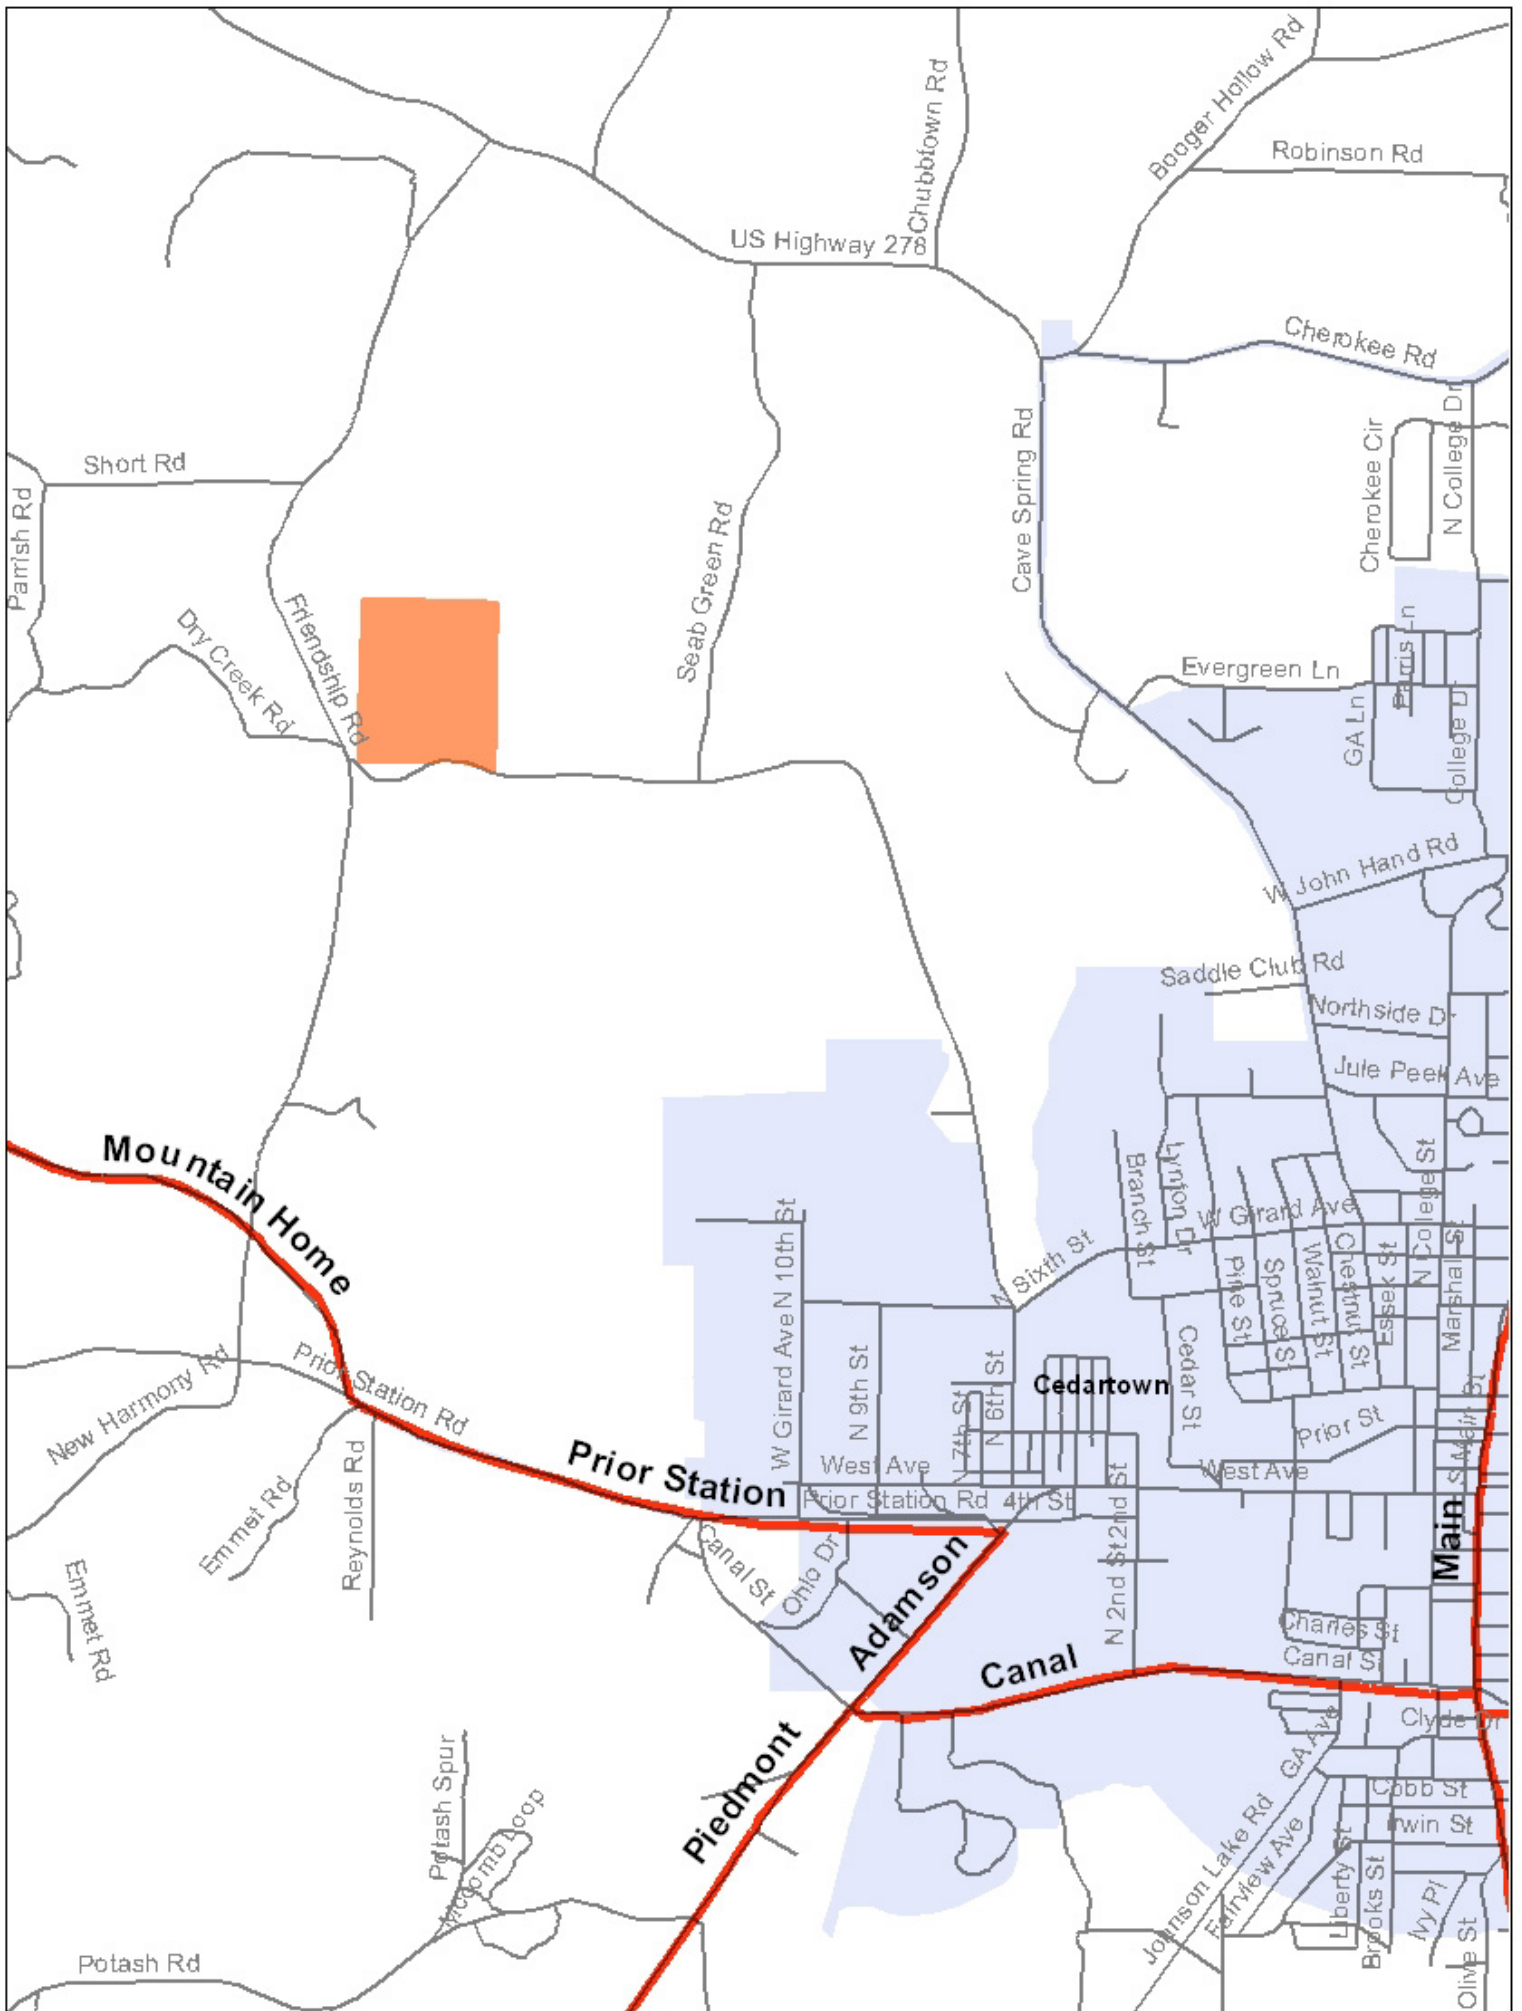 Chubbtown Rd
Booger Hollow Rd
Robinson Rd
US Highway 278
Cherokee Rd
Short Rd
Parrish Rd
Cave Spring Rd
Cherokee Cir
N College Dr
Seab Green Rd
Friendship Rd
Dry Creek Rd
Evergreen Ln
Parris Ln
GA Ln
College Dr
W John Hand Rd
Saddle Club Rd
Northside Dr
Jule Peek Ave
Mountain Home
Branch St
Lynton Dr
W Girard Ave
N College St
N Sixth St
N 10th St
W Girard Ave
Pine St
Spruce St
Walnut St
Chestnut St
Essex St
Marshal St
New Harmony Rd
Prior Station Rd
N 9th St
7th St
N 6th St
Cedartown
Cedar St
Prior St
S Main St
Emmet Rd
Reynolds Rd
Prior Station
West Ave
West Ave
Prior Station Rd
4th St
2nd St
N 2nd St
Main
Canal St
Ohio Dr
Adamson
Emmet Rd
Canal
Charles St
Canal St
Clyde Dr
Piedmont
GA Ave
Cobb St
Irwin St
Potash Spur
Mccomb Loop
Johnson Lake Rd
Fairview Ave
Liberty St
Brooks St
Ivy Pl
Olive St
Potash Rd